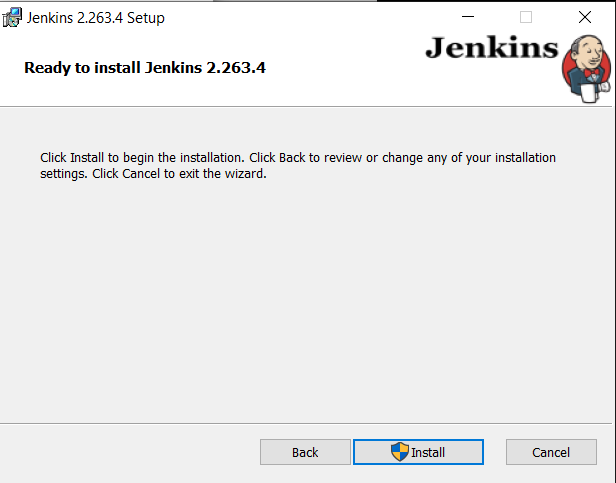 Jenkins 2.263.4 Setup
Jenkins
Ready to install Jenkins 2.263.4
Click Install to begin the installation. Click Back to review or change any of your installation
settings. Click Cancel to exit the wizard.
Back
Install
Cancel